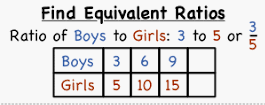 Find Equivalent Ratios
Ratio of Boys to Girls: 3 to 5 or 3/5
Boys 3 6 9
Girls 5 10 15